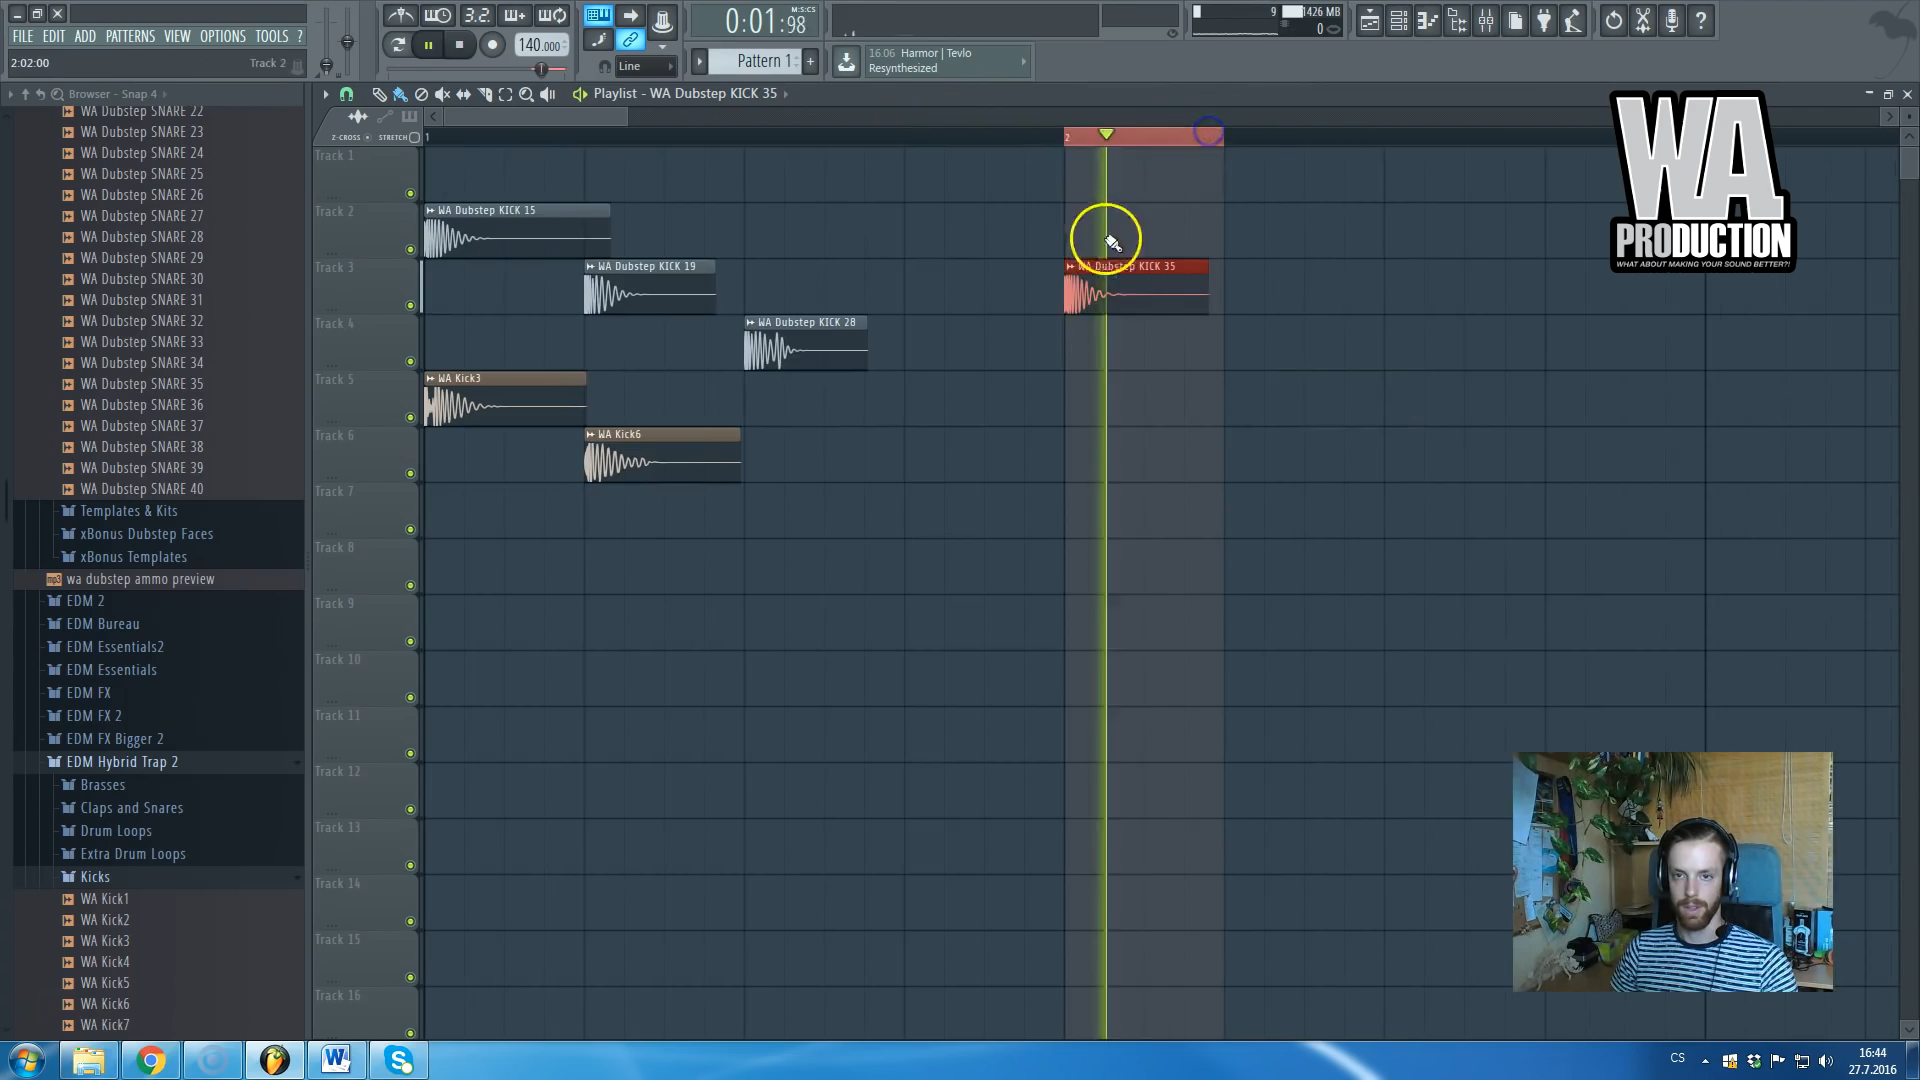 FILE EDIT ADD PATTERNS VIEW OPTIONS TOOLS ?
2:02:00 Track 2
3.2.
140.000
Line
0:01:98
M:S:CS
Pattern 1
9
1426 MB
0
16.06 Harmor | Tevlo
Resynthesized
Browser - Snap 4
Playlist - WA Dubstep KICK 35
Z-CROSS STRETCH
1
2
WA Dubstep SNARE 22
WA Dubstep SNARE 23
WA Dubstep SNARE 24
WA Dubstep SNARE 25
WA Dubstep SNARE 26
WA Dubstep SNARE 27
WA Dubstep SNARE 28
WA Dubstep SNARE 29
WA Dubstep SNARE 30
WA Dubstep SNARE 31
WA Dubstep SNARE 32
WA Dubstep SNARE 33
WA Dubstep SNARE 34
WA Dubstep SNARE 35
WA Dubstep SNARE 36
WA Dubstep SNARE 37
WA Dubstep SNARE 38
WA Dubstep SNARE 39
WA Dubstep SNARE 40
Templates & Kits
xBonus Dubstep Faces
xBonus Templates
mp3 wa dubstep ammo preview
EDM 2
EDM Bureau
EDM Essentials2
EDM Essentials
EDM FX
EDM FX 2
EDM FX Bigger 2
EDM Hybrid Trap 2
Brasses
Claps and Snares
Drum Loops
Extra Drum Loops
Kicks
WA Kick1
WA Kick2
WA Kick3
WA Kick4
WA Kick5
WA Kick6
WA Kick7
Track 1
Track 2
Track 3
Track 4
Track 5
Track 6
Track 7
Track 8
Track 9
Track 10
Track 11
Track 12
Track 13
Track 14
Track 15
Track 16
WA Dubstep KICK 15
WA Dubstep KICK 19
WA Dubstep KICK 35
WA Dubstep KICK 28
WA Kick3
WA Kick6
WA
PRODUCTION
WHAT ABOUT MAKING YOUR SOUND BETTER?!
CS
16:44
27.7.2016